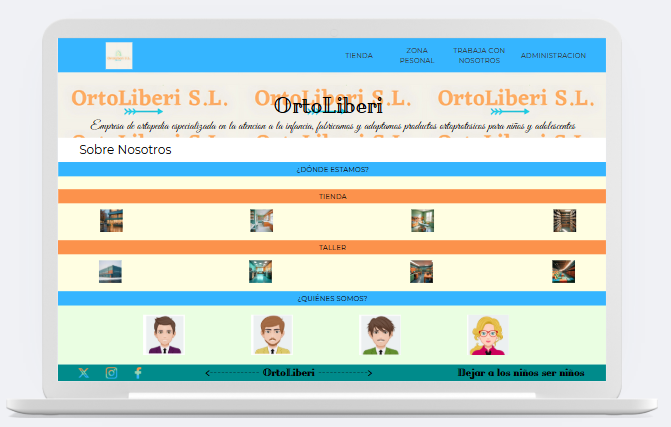 TIENDA
ZONA
PESONAL
TRABAJA CON
NOSOTROS
ADMINISTRACION
OrtoLiberi S.L.
OrtoLiberi S.L.
OrtoLiberi S.L.
OrtoLiberi
Empresa de ortopedia especializada en la atencion a la infancia, fabricamos y adaptamos productos ortoprotesicos para niños y adolescentes
Sobre Nosotros
¿DÓNDE ESTAMOS?
TIENDA
TALLER
¿QUIÉNES SOMOS?
<------------- OrtoLiberi ------------->
Dejar a los niños ser niños